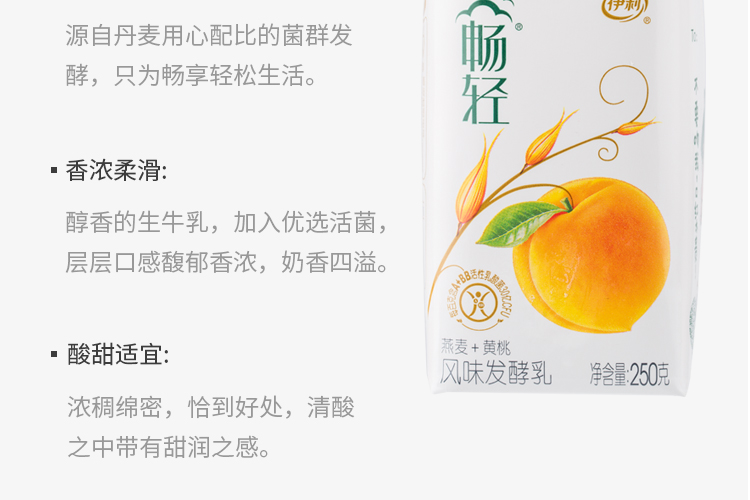 源自丹麦用心配比的菌群发
酵，只为畅享轻松生活。
▪ 香浓柔滑:
醇香的生牛乳，加入优选活菌，
层层口感馥郁香浓，奶香四溢。
▪ 酸甜适宜:
浓稠绵密，恰到好处，清酸
之中带有甜润之感。
伊利®
畅轻®
燕麦+黄桃
风味发酵乳
净含量:250克